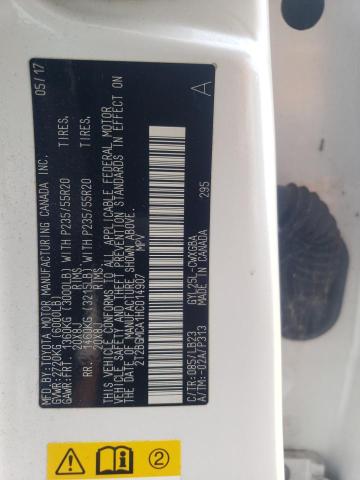 MFD BY:TOYOTA MOTOR MANUFACTURING CANADA INC. 05/17
GVWR:2720KG (6000LB)
GAWR:FRT. 1360KG (3000LB) WITH P235/55R20 TIRES.
20X8J RIMS
RR. 1460KG (3215LB) WITH P235/55R20 TIRES.
20X8J RIMS
THIS VEHICLE CONFORMS TO ALL APPLICABLE FEDERAL MOTOR
VEHICLE SAFETY AND THEFT PREVENTION STANDARDS IN EFFECT ON
THE DATE OF MANUFACTURE SHOWN ABOVE.
MPV
A
C/TR:085/LB23 GYL25L-CWXGBA
A/TM:-02A/P313 MADE IN CANADA 295
2